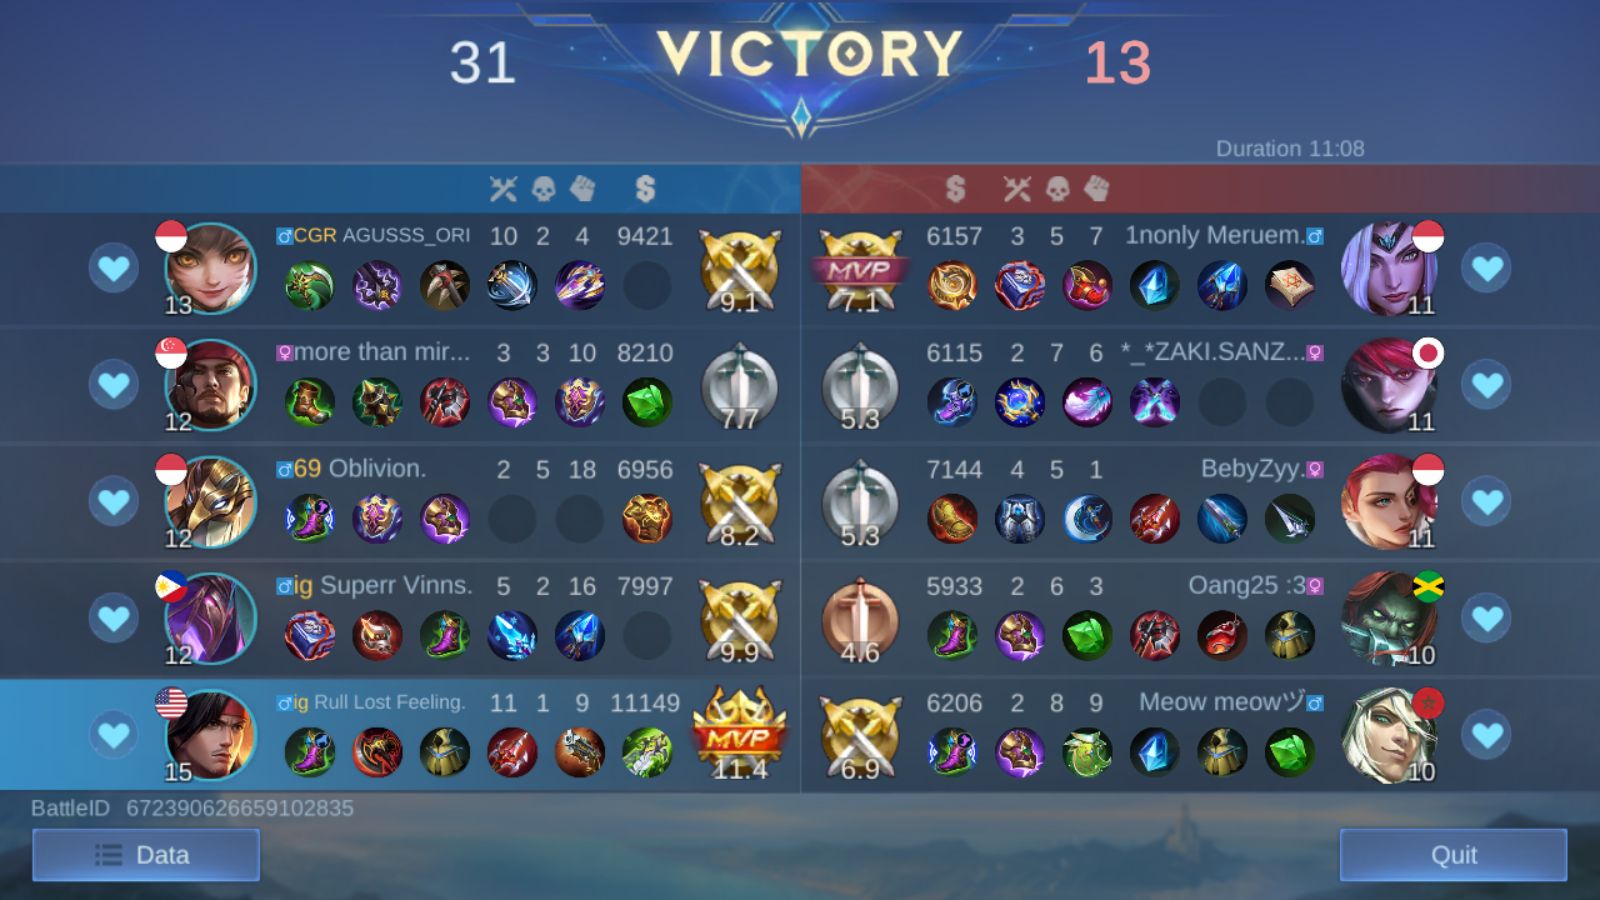 31 VICTORY 13
Duration 11:08
CGR AGUSSS_ORI 10 2 4 9421
13 9.1
MVP 7.1 6157 3 5 7 1nonly Meruem. 11
more than mir... 3 3 10 8210
12 7.7
5.3 6115 2 7 6 *_*ZAKI.SANZ... 11
69 Oblivion. 2 5 18 6956
12 8.2
5.3 7144 4 5 1 BebyZyy. 11
ig Superr Vinns. 5 2 16 7997
12 9.9
4.6 5933 2 6 3 Oang25 :3 10
ig Rull Lost Feeling. 11 1 9 11149
15 MVP 11.4
6.9 6206 2 8 9 Meow meowヅ 10
BattleID 672390626659102835
Data
Quit